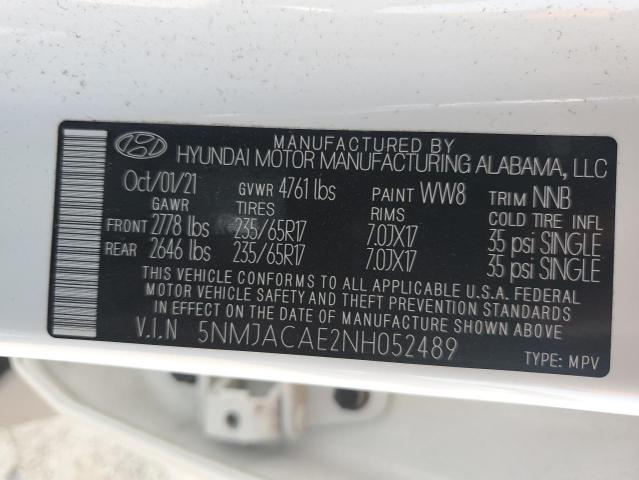 MANUFACTURED BY
HYUNDAI MOTOR MANUFACTURING ALABAMA, LLC
Oct/01/21 GVWR 4761 lbs PAINT WW8 TRIM NNB
GAWR TIRES RIMS COLD TIRE INFL
FRONT 2778 lbs 235/65R17 7.0JX17 35 psi SINGLE
REAR 2646 lbs 235/65R17 7.0JX17 35 psi SINGLE
THIS VEHICLE CONFORMS TO ALL APPLICABLE U.S.A. FEDERAL
MOTOR VEHICLE SAFETY AND THEFT PREVENTION STANDARDS
IN EFFECT ON THE DATE OF MANUFACTURE SHOWN ABOVE.
V.I.N 5NMJACAE2NH052489 TYPE: MPV